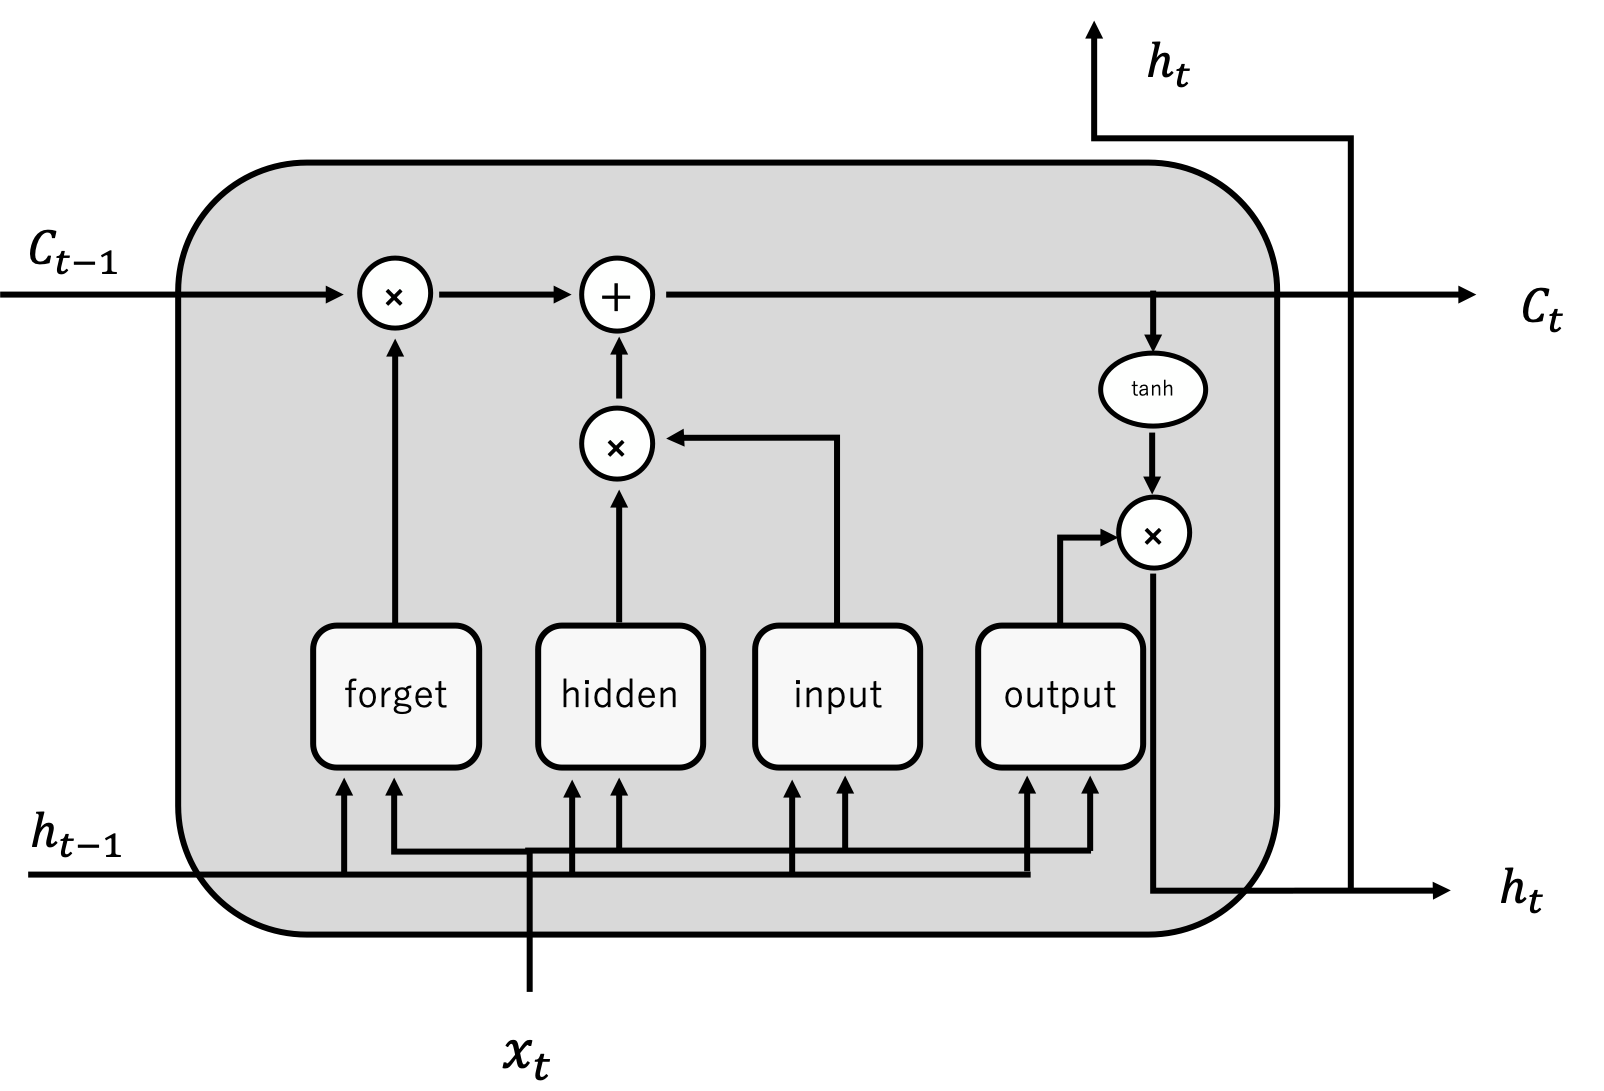 h_t
C_{t−1}
× + C_t
tanh
×
×
forget hidden input output
h_{t−1}
h_t
x_t